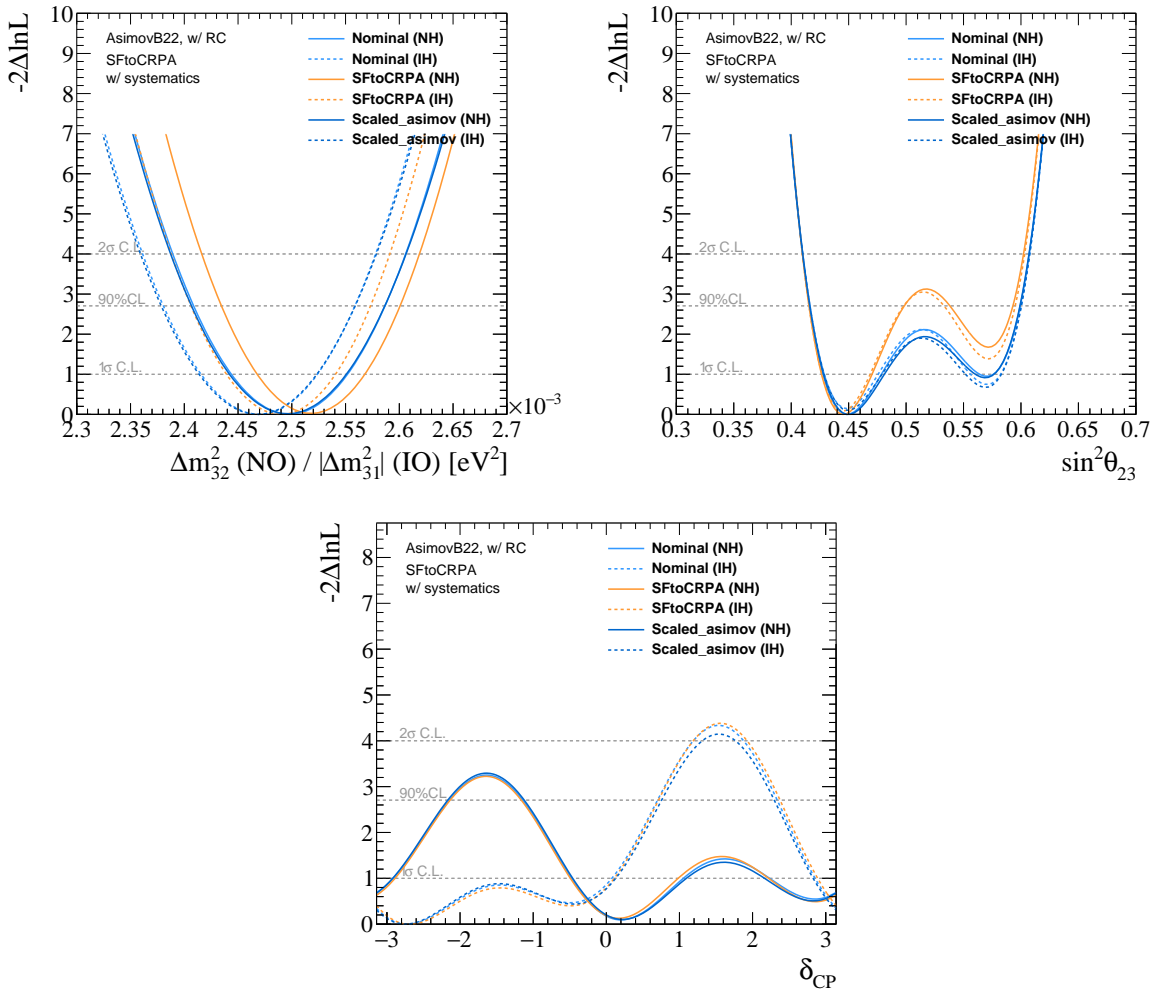 -2ΔlnL
AsimovB22, w/ RC
SFtoCRPA
w/ systematics
Nominal (NH)
Nominal (IH)
SFtoCRPA (NH)
SFtoCRPA (IH)
Scaled_asimov (NH)
Scaled_asimov (IH)
10
9
8
7
6
5
4
3
2
1
0
2σ C.L.
90%CL
1σ C.L.
2.3 2.35 2.4 2.45 2.5 2.55 2.6 2.65 2.7
×10⁻³
Δm²₃₂ (NO) / |Δm²₃₁| (IO) [eV²]
-2ΔlnL
AsimovB22, w/ RC
SFtoCRPA
w/ systematics
Nominal (NH)
Nominal (IH)
SFtoCRPA (NH)
SFtoCRPA (IH)
Scaled_asimov (NH)
Scaled_asimov (IH)
10
9
8
7
6
5
4
3
2
1
0
2σ C.L.
90%CL
1σ C.L.
0.3 0.35 0.4 0.45 0.5 0.55 0.6 0.65 0.7
sin²θ₂₃
-2ΔlnL
AsimovB22, w/ RC
SFtoCRPA
w/ systematics
Nominal (NH)
Nominal (IH)
SFtoCRPA (NH)
SFtoCRPA (IH)
Scaled_asimov (NH)
Scaled_asimov (IH)
8
7
6
5
4
3
2
1
0
2σ C.L.
90%CL
1σ C.L.
−3 −2 −1 0 1 2 3
δ_CP